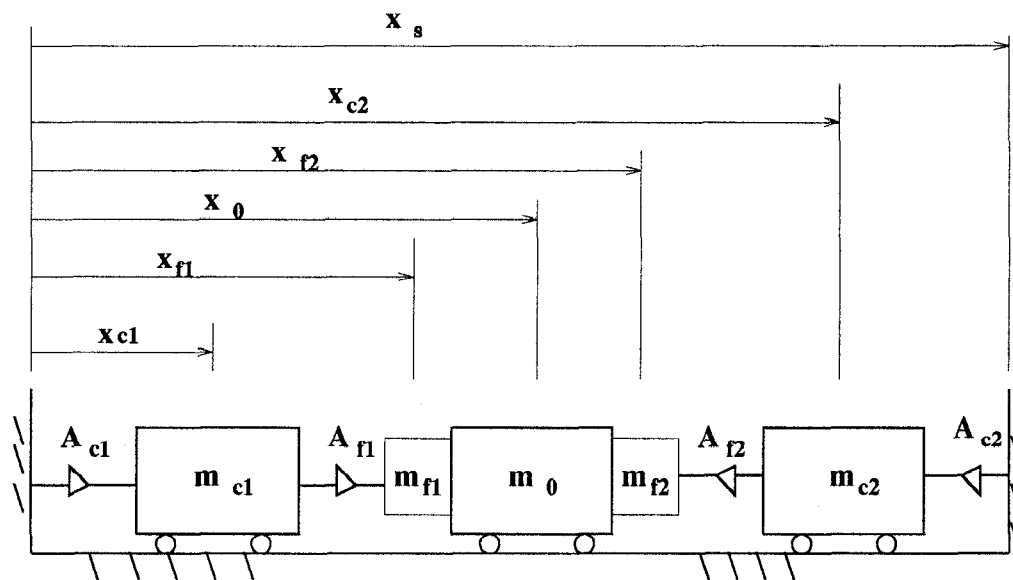 x s
x c2
x f2
x 0
x f1
x c1
A c1
A f1
A f2
A c2
m c1
m f1
m 0
m f2
m c2